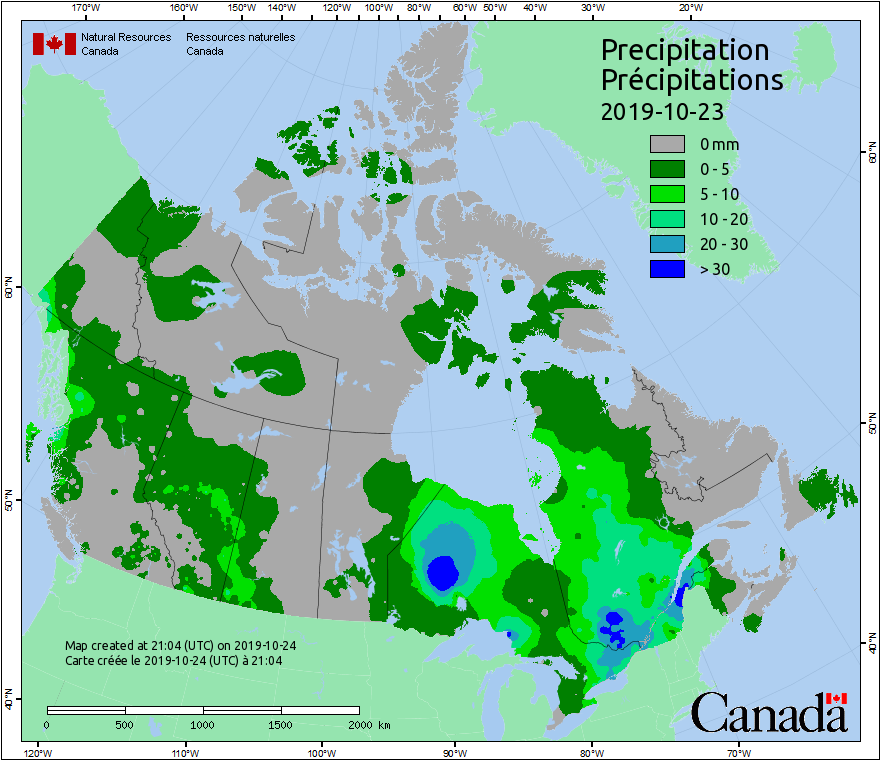 170°W 160°W 150°W 140°W 130°W 120°W 110°W 100°W 90°W 80°W 70°W 60°W 50°W 40°W 30°W 20°W
Natural Resources Ressources naturelles
Canada Canada
Precipitation
Précipitations
2019-10-23
0 mm
0 - 5
5 - 10
10 - 20
20 - 30
> 30
60°N 60°N
50°N 50°N
40°N 40°N
Map created at 21:04 (UTC) on 2019-10-24
Carte créée le 2019-10-24 (UTC) à 21:04
0 500 1000 1500 2000 km
Canada
120°W 110°W 100°W 90°W 80°W 70°W